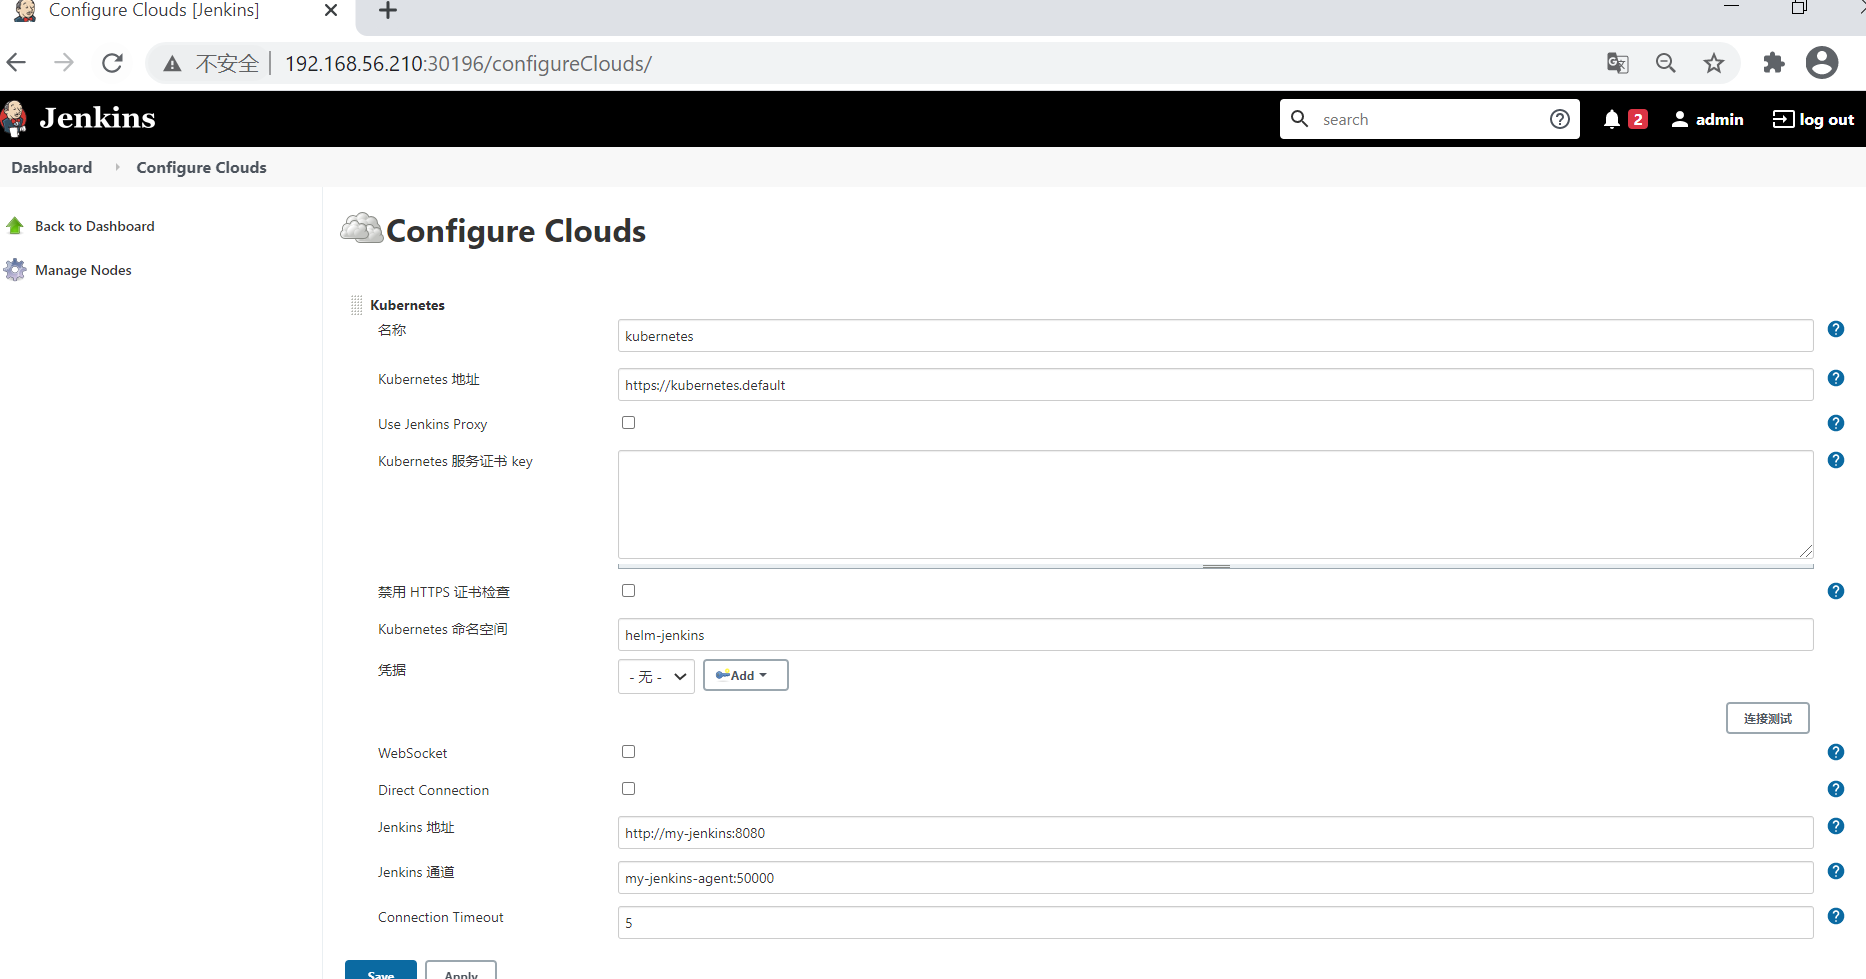 Configure Clouds [Jenkins]
不安全 192.168.56.210:30196/configureClouds/
Jenkins search 2 admin log out
Dashboard Configure Clouds
Back to Dashboard
Manage Nodes
Configure Clouds
Kubernetes
名称 kubernetes
Kubernetes 地址 https://kubernetes.default
Use Jenkins Proxy
Kubernetes 服务证书 key
禁用 HTTPS 证书检查
Kubernetes 命名空间 helm-jenkins
凭据 - 无 - Add
连接测试
WebSocket
Direct Connection
Jenkins 地址 http://my-jenkins:8080
Jenkins 通道 my-jenkins-agent:50000
Connection Timeout 5
Save Apply